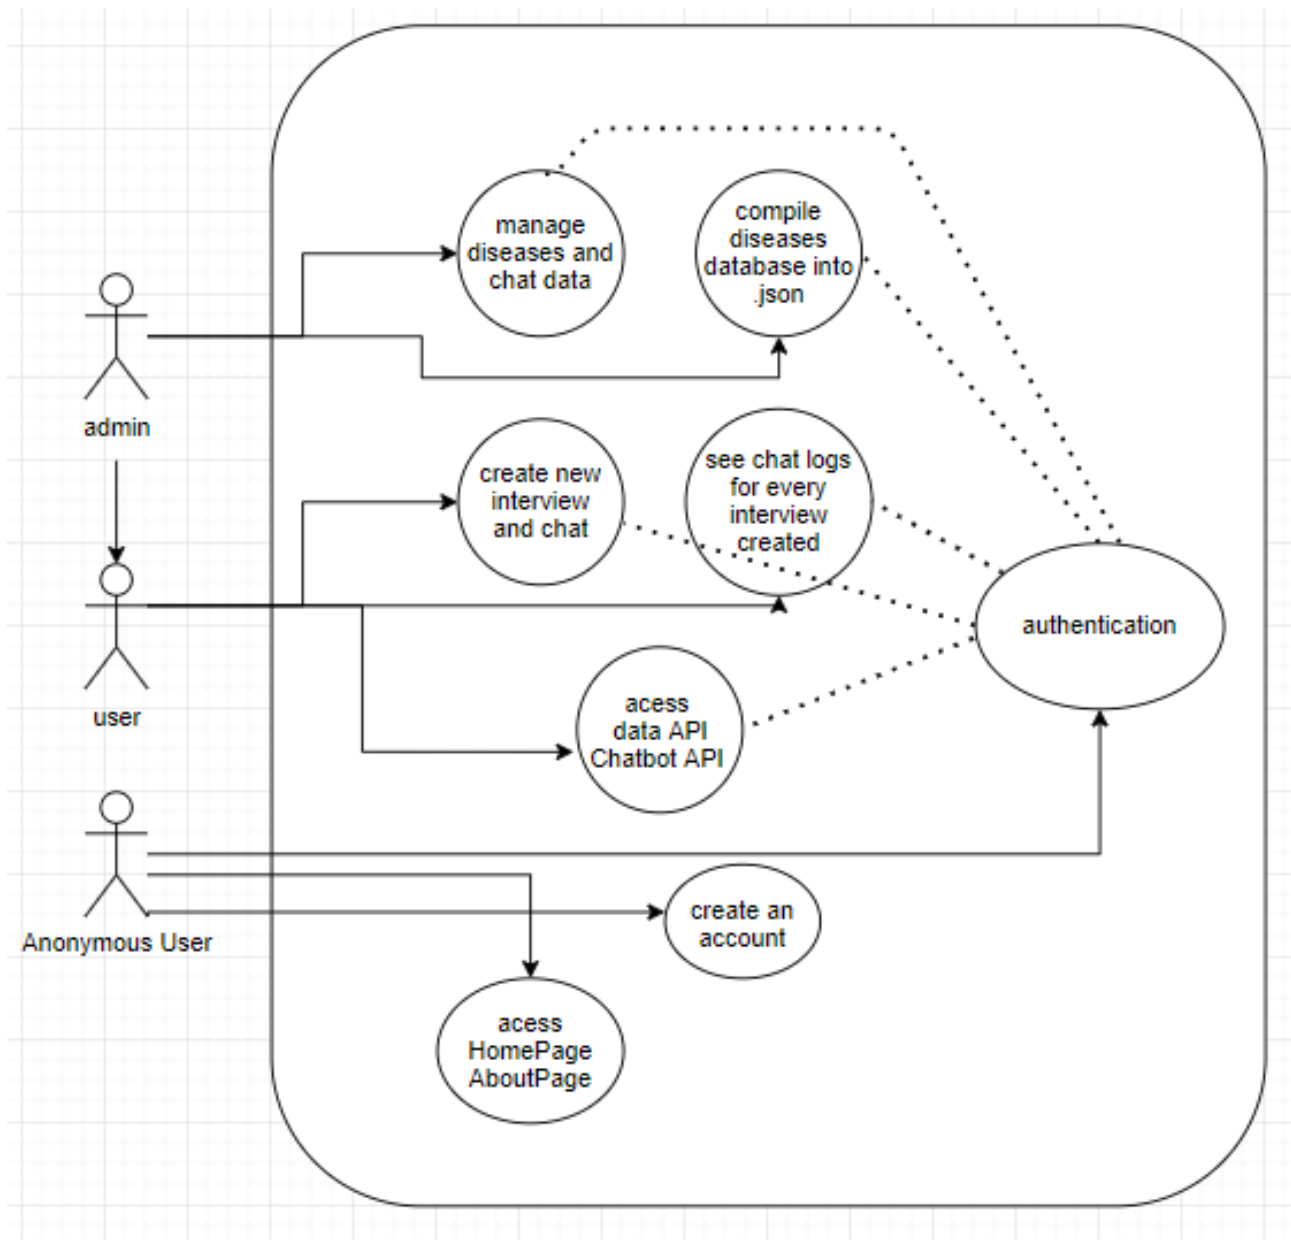 manage
diseases and
chat data
compile
diseases
database into
.json
admin
create new
interview
and chat
see chat logs
for every
interview
created
authentication
user
acess
data API
Chatbot API
Anonymous User
create an
account
acess
HomePage
AboutPage